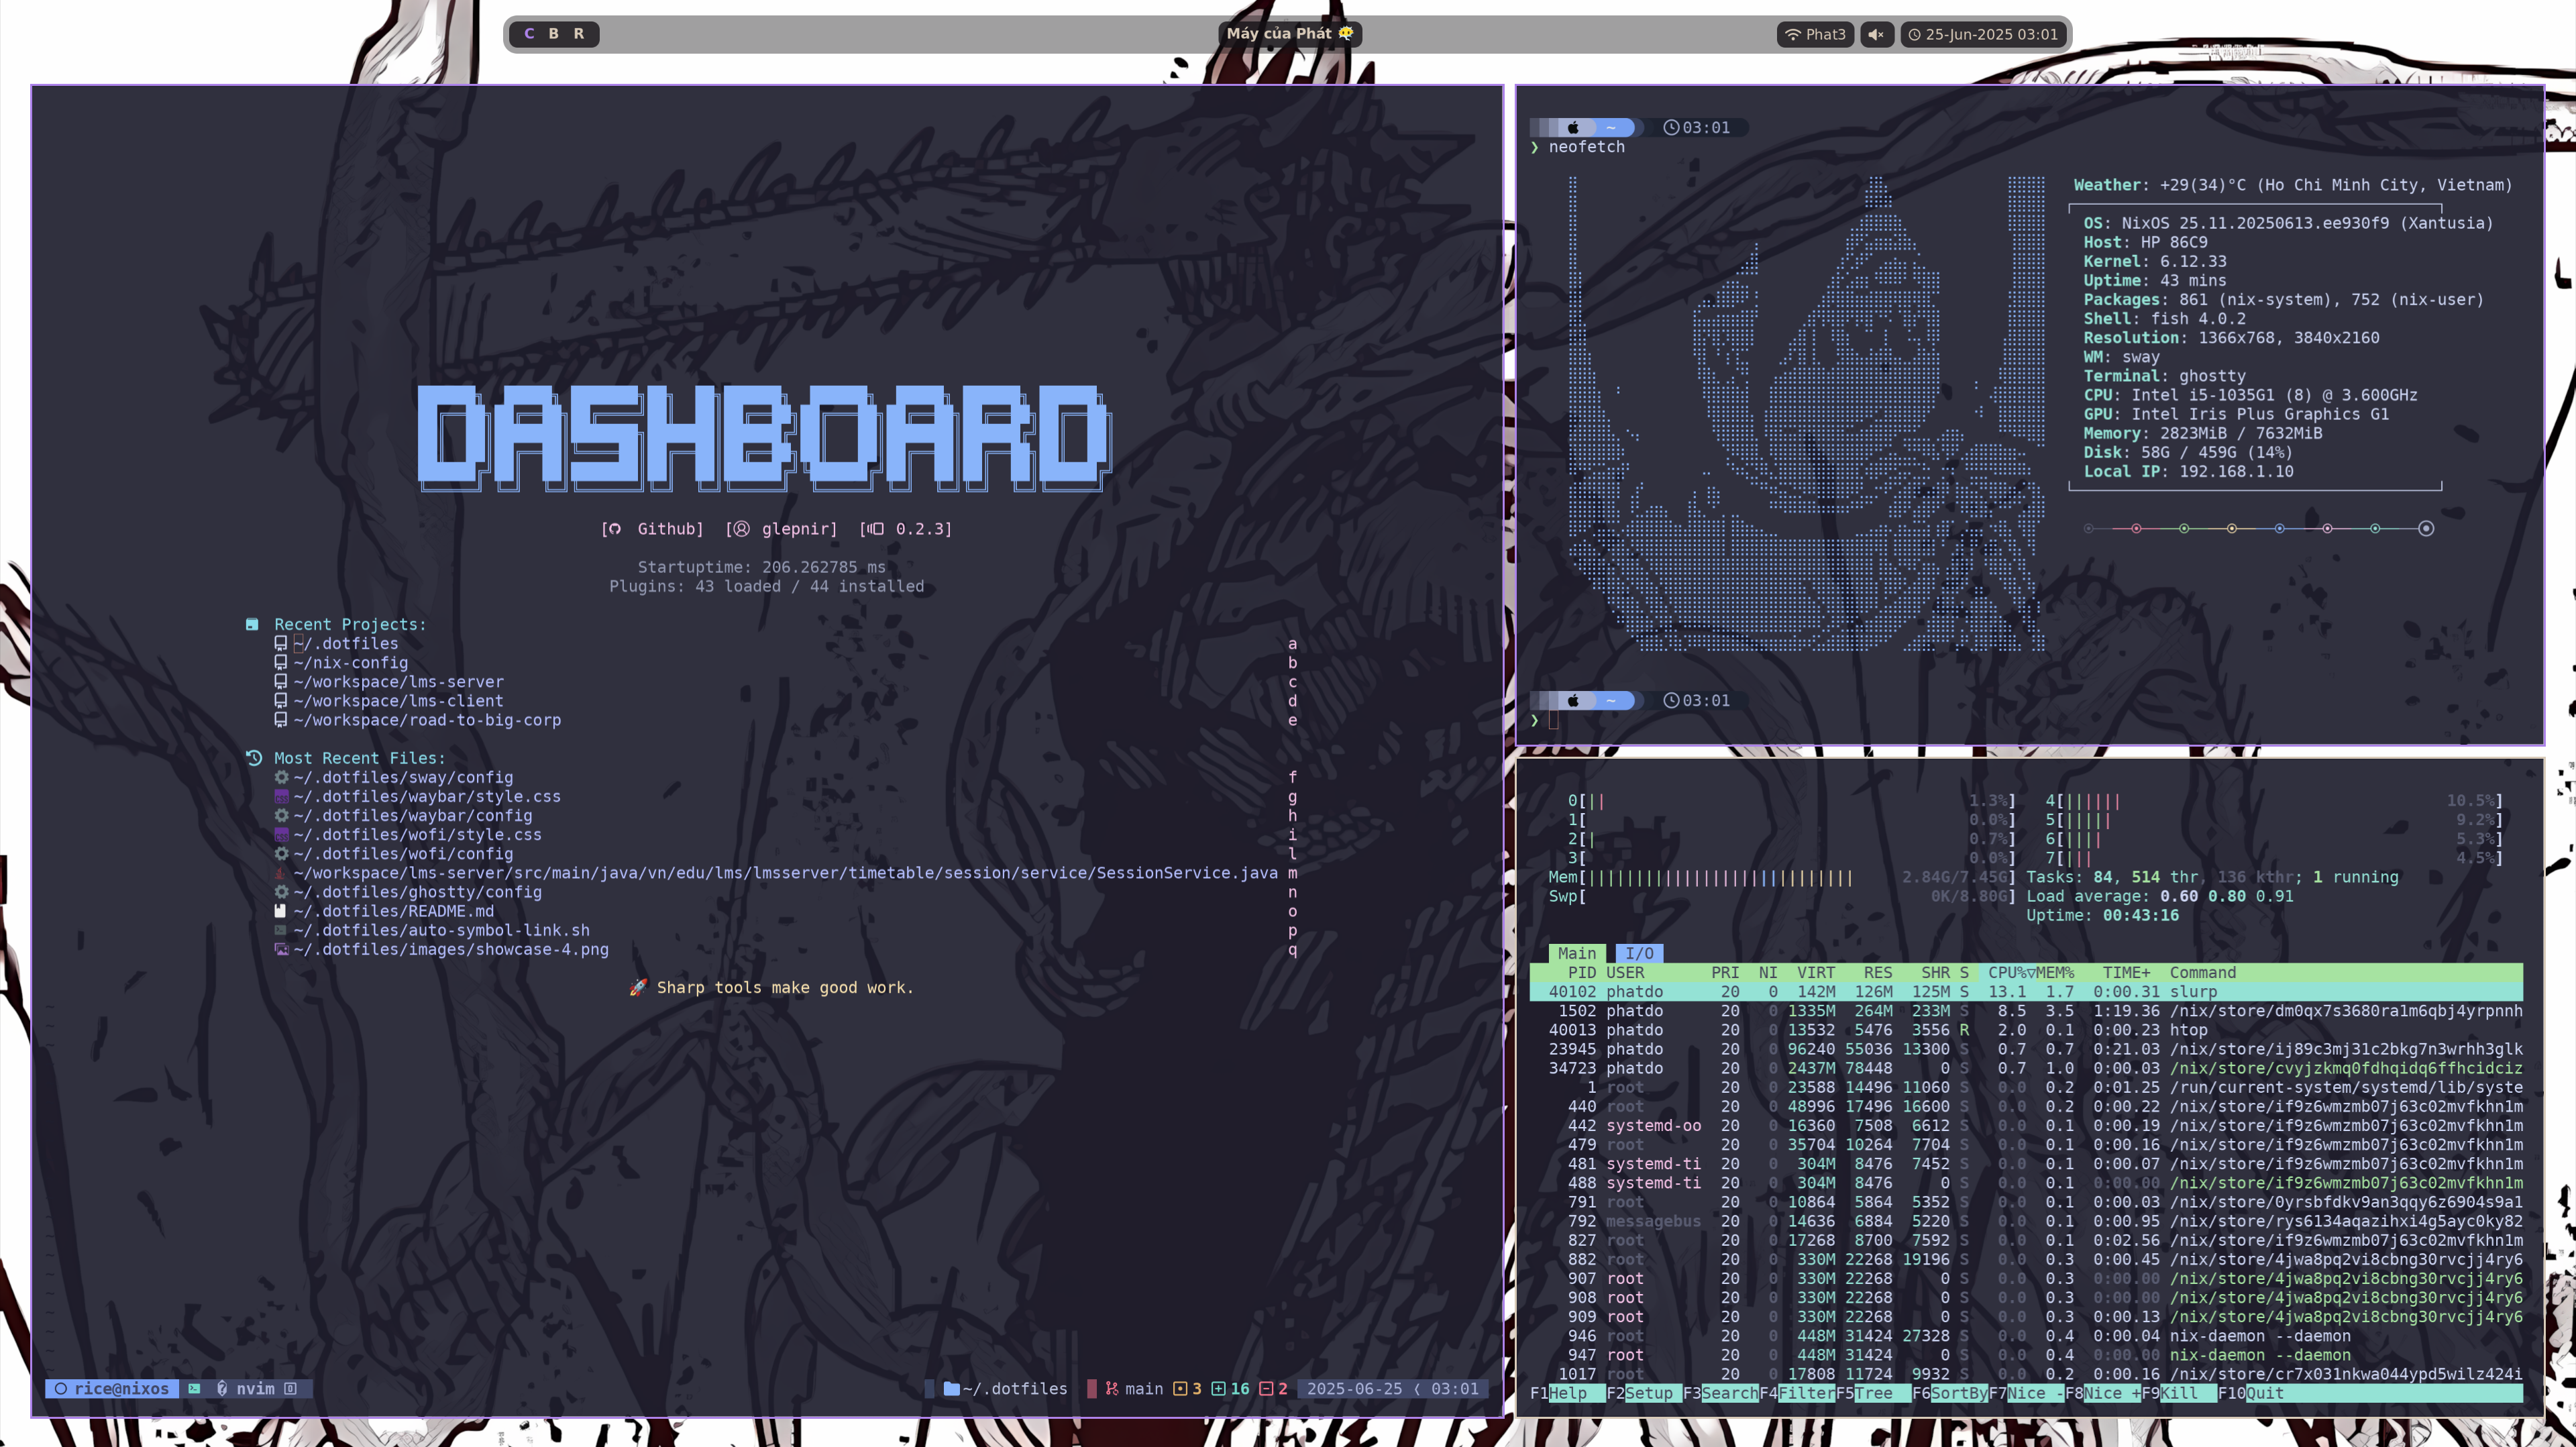 C B R
Máy của Phát
Phat3
25-Jun-2025 03:01
DASHBOARD
[ Github] [ glepnir] [ 0.2.3]
Startuptime: 206.262785 ms
Plugins: 43 loaded / 44 installed
Recent Projects:
~/.dotfiles a
~/nix-config b
~/workspace/lms-server c
~/workspace/lms-client d
~/workspace/road-to-big-corp e
Most Recent Files:
~/.dotfiles/sway/config f
~/.dotfiles/waybar/style.css g
~/.dotfiles/waybar/config h
~/.dotfiles/wofi/style.css i
~/.dotfiles/wofi/config l
~/workspace/lms-server/src/main/java/vn/edu/lms/lmsserver/timetable/session/service/SessionService.java m
~/.dotfiles/ghostty/config n
~/.dotfiles/README.md o
~/.dotfiles/auto-symbol-link.sh p
~/.dotfiles/images/showcase-4.png q
🚀 Sharp tools make good work.
rice@nixos nvim ~/.dotfiles main 3 16 2 2025-06-25 ❬ 03:01
~ 03:01
❯ neofetch
Weather: +29(34)°C (Ho Chi Minh City, Vietnam)
OS: NixOS 25.11.20250613.ee930f9 (Xantusia)
Host: HP 86C9
Kernel: 6.12.33
Uptime: 43 mins
Packages: 861 (nix-system), 752 (nix-user)
Shell: fish 4.0.2
Resolution: 1366x768, 3840x2160
WM: sway
Terminal: ghostty
CPU: Intel i5-1035G1 (8) @ 3.600GHz
GPU: Intel Iris Plus Graphics G1
Memory: 2823MiB / 7632MiB
Disk: 58G / 459G (14%)
Local IP: 192.168.1.10
~ 03:01
❯
0[|| 1.3%] 4[|||||| 10.5%]
1[ 0.0%] 5[||||| 9.2%]
2[| 0.7%] 6[|||| 5.3%]
3[ 0.0%] 7[||| 4.5%]
Mem[||||||||||||||||||||||||||||| 2.84G/7.45G] Tasks: 84, 514 thr, 136 kthr; 1 running
Swp[ 0K/8.80G] Load average: 0.60 0.80 0.91
Uptime: 00:43:16
Main I/O
PID USER PRI NI VIRT RES SHR S CPU%▽MEM% TIME+ Command
40102 phatdo 20 0 142M 126M 125M S 13.1 1.7 0:00.31 slurp
1502 phatdo 20 0 1335M 264M 233M S 8.5 3.5 1:19.36 /nix/store/dm0qx7s3680ra1m6qbj4yrpnnh
40013 phatdo 20 0 13532 5476 3556 R 2.0 0.1 0:00.23 htop
23945 phatdo 20 0 96240 55036 13300 S 0.7 0.7 0:21.03 /nix/store/ij89c3mj31c2bkg7n3wrhh3glk
34723 phatdo 20 0 2437M 78448 0 S 0.7 1.0 0:00.03 /nix/store/cvyjzkmq0fdhqidq6ffhcidciz
1 root 20 0 23588 14496 11060 S 0.0 0.2 0:01.25 /run/current-system/systemd/lib/syste
440 root 20 0 48996 17496 16600 S 0.0 0.2 0:00.22 /nix/store/if9z6wmzmb07j63c02mvfkhn1m
442 systemd-oo 20 0 16360 7508 6612 S 0.0 0.1 0:00.19 /nix/store/if9z6wmzmb07j63c02mvfkhn1m
479 root 20 0 35704 10264 7704 S 0.0 0.1 0:00.16 /nix/store/if9z6wmzmb07j63c02mvfkhn1m
481 systemd-ti 20 0 304M 8476 7452 S 0.0 0.1 0:00.07 /nix/store/if9z6wmzmb07j63c02mvfkhn1m
488 systemd-ti 20 0 304M 8476 0 S 0.0 0.1 0:00.00 /nix/store/if9z6wmzmb07j63c02mvfkhn1m
791 root 20 0 10864 5864 5352 S 0.0 0.1 0:00.03 /nix/store/0yrsbfdkv9an3qqy6z6904s9a1
792 messagebus 20 0 14636 6884 5220 S 0.0 0.1 0:00.95 /nix/store/rys6134aqazihxi4g5ayc0ky82
827 root 20 0 17268 8700 7592 S 0.0 0.1 0:02.56 /nix/store/if9z6wmzmb07j63c02mvfkhn1m
882 root 20 0 330M 22268 19196 S 0.0 0.3 0:00.45 /nix/store/4jwa8pq2vi8cbng30rvcjj4ry6
907 root 20 0 330M 22268 0 S 0.0 0.3 0:00.00 /nix/store/4jwa8pq2vi8cbng30rvcjj4ry6
908 root 20 0 330M 22268 0 S 0.0 0.3 0:00.00 /nix/store/4jwa8pq2vi8cbng30rvcjj4ry6
909 root 20 0 330M 22268 0 S 0.0 0.3 0:00.13 /nix/store/4jwa8pq2vi8cbng30rvcjj4ry6
946 root 20 0 448M 31424 27328 S 0.0 0.4 0:00.04 nix-daemon --daemon
947 root 20 0 448M 31424 0 S 0.0 0.4 0:00.00 nix-daemon --daemon
1017 root 20 0 17808 11724 9932 S 0.0 0.2 0:00.16 /nix/store/cr7x031nkwa044ypd5wilz424i
F1Help F2Setup F3SearchF4FilterF5Tree F6SortByF7Nice -F8Nice +F9Kill F10Quit